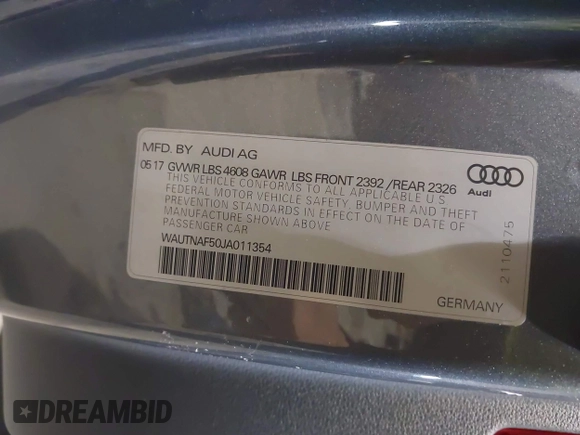 MFD. BY AUDI AG
05 17 GVWR LBS 4608 GAWR LBS FRONT 2392 /REAR 2326
THIS VEHICLE CONFORMS TO ALL APPLICABLE U S
FEDERAL MOTOR VEHICLE SAFETY, BUMPER AND THEFT
PREVENTION STANDARDS IN EFFECT ON THE DATE OF
MANUFACTURE SHOWN ABOVE
PASSENGER CAR
WAUTNAF50JA011354
Audi
2110475
GERMANY
DREAMBID